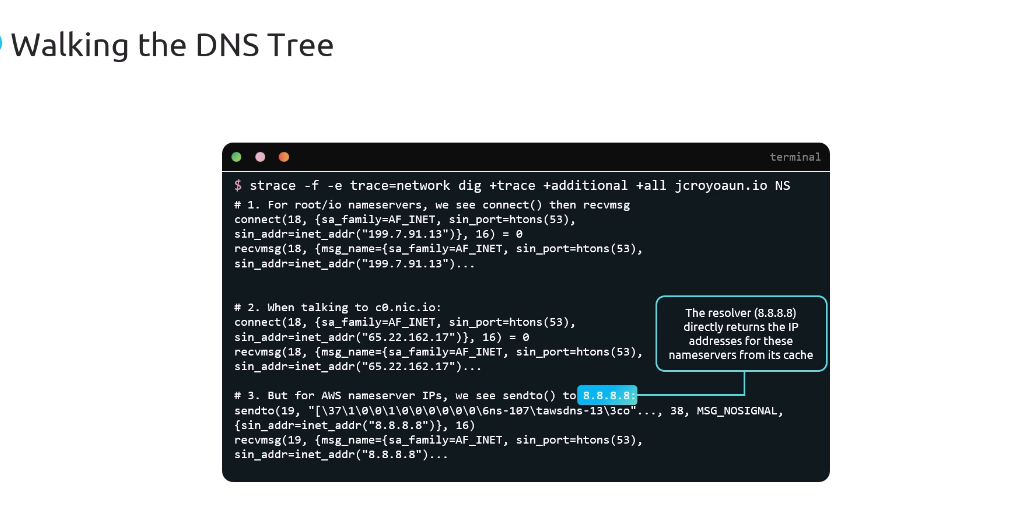 Walking the DNS Tree
terminal
$ strace -f -e trace=network dig +trace +additional +all jcroyoaun.io NS
# 1. For root/io nameservers, we see connect() then recvmsg
connect(18, {sa_family=AF_INET, sin_port=htons(53),
sin_addr=inet_addr("199.7.91.13")}, 16) = 0
recvmsg(18, {msg_name={sa_family=AF_INET, sin_port=htons(53),
sin_addr=inet_addr("199.7.91.13")...
# 2. When talking to c0.nic.io:
connect(18, {sa_family=AF_INET, sin_port=htons(53),
sin_addr=inet_addr("65.22.162.17")}, 16) = 0
recvmsg(18, {msg_name={sa_family=AF_INET, sin_port=htons(53),
sin_addr=inet_addr("65.22.162.17")...
The resolver (8.8.8.8)
directly returns the IP
addresses for these
nameservers from its cache
# 3. But for AWS nameserver IPs, we see sendto() to 8.8.8.8:
sendto(19, "[\37\1\0\0\1\0\0\0\0\0\0\6ns-107\tawsdns-13\3co"..., 38, MSG_NOSIGNAL,
{sin_addr=inet_addr("8.8.8.8")}, 16)
recvmsg(19, {msg_name={sa_family=AF_INET, sin_port=htons(53),
sin_addr=inet_addr("8.8.8.8")...